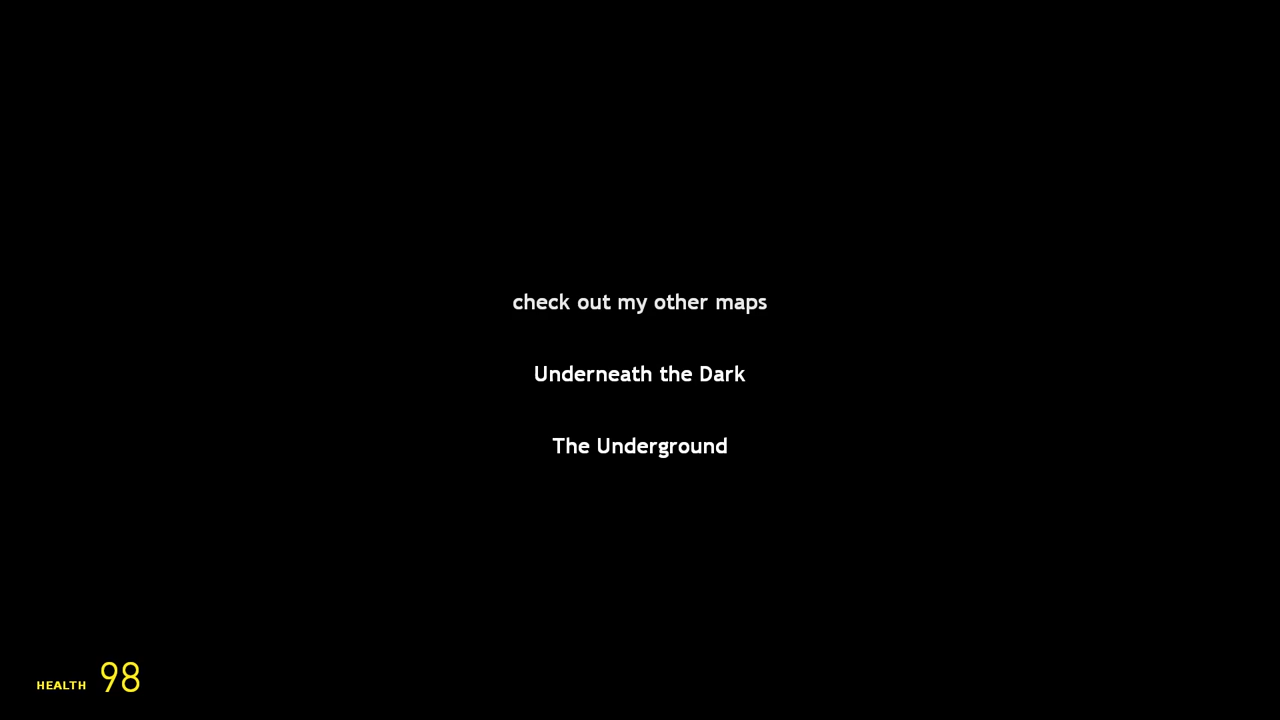 check out my other maps
Underneath the Dark
The Underground
HEALTH 98